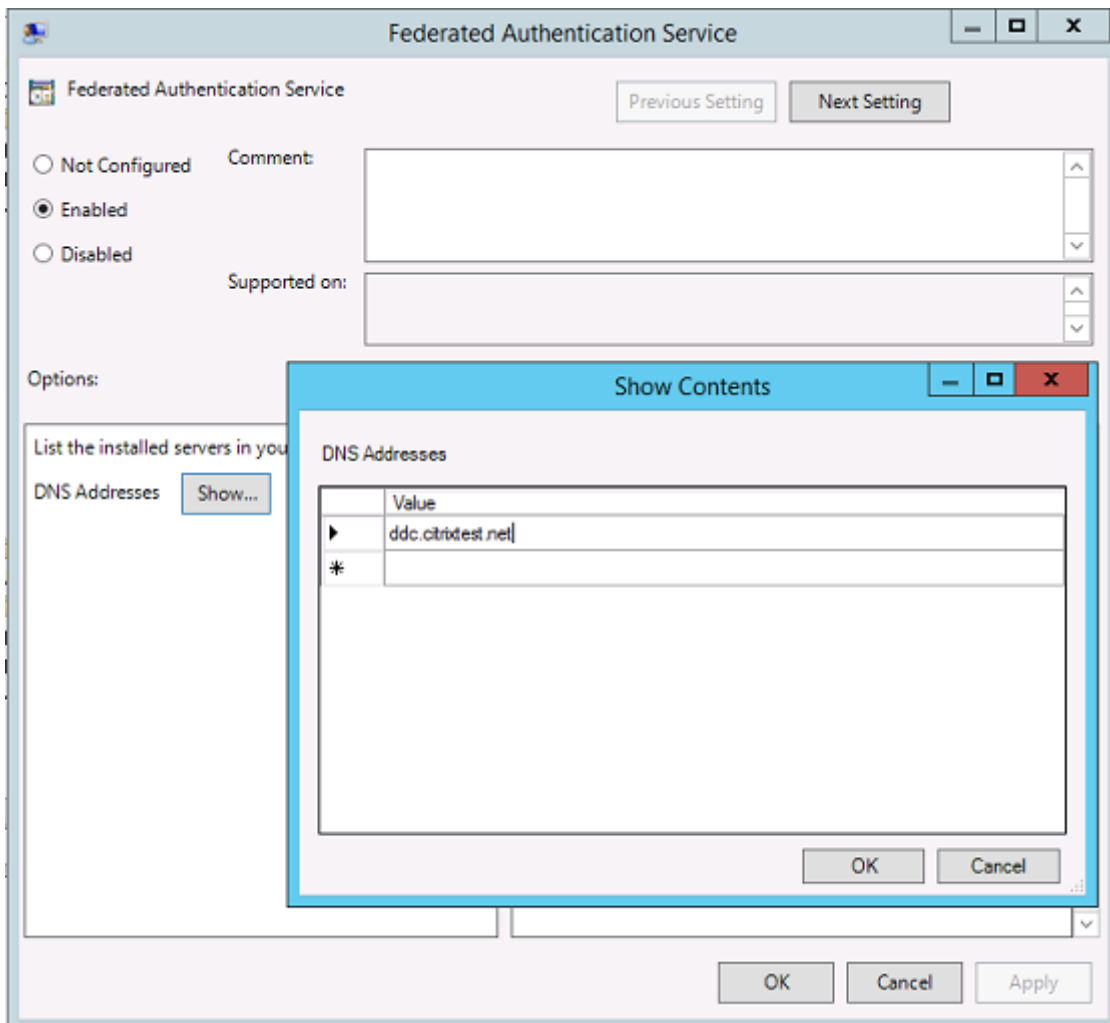 Federated Authentication Service
Federated Authentication Service
Previous Setting
Next Setting
Not Configured
Comment:
Enabled
Disabled
Supported on:
Options:
Show Contents
List the installed servers in you
DNS Addresses
DNS Addresses
Show...
Value
ddc.citrixtest.net
OK
Cancel
OK
Cancel
Apply